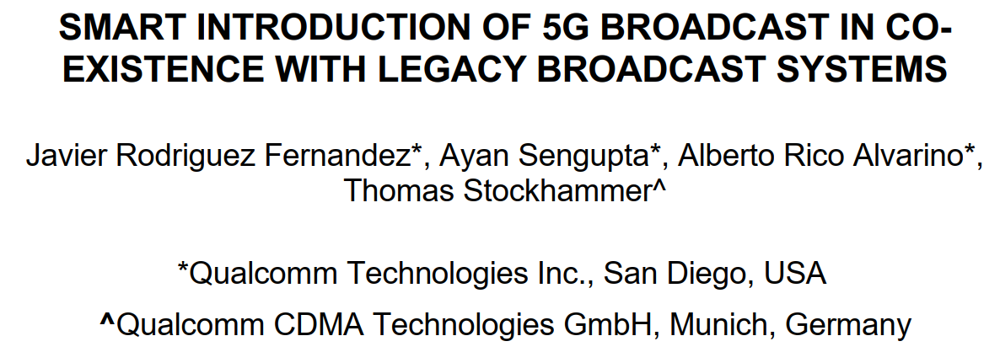 SMART INTRODUCTION OF 5G BROADCAST IN CO-
EXISTENCE WITH LEGACY BROADCAST SYSTEMS
Javier Rodriguez Fernandez*, Ayan Sengupta*, Alberto Rico Alvarino*,
Thomas Stockhammer^
*Qualcomm Technologies Inc., San Diego, USA
^Qualcomm CDMA Technologies GmbH, Munich, Germany